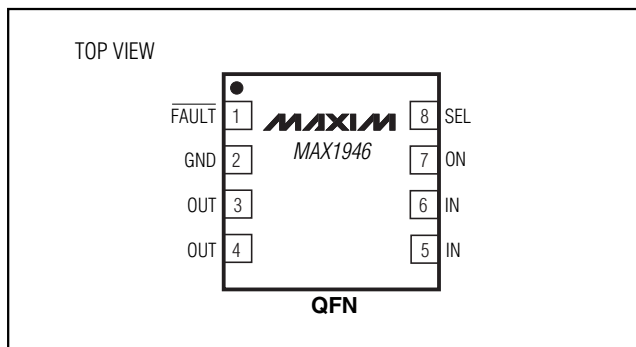 TOP VIEW
FAULT 1 MAXIM 8 SEL
GND 2 MAX1946 7 ON
OUT 3 6 IN
OUT 4 5 IN
QFN